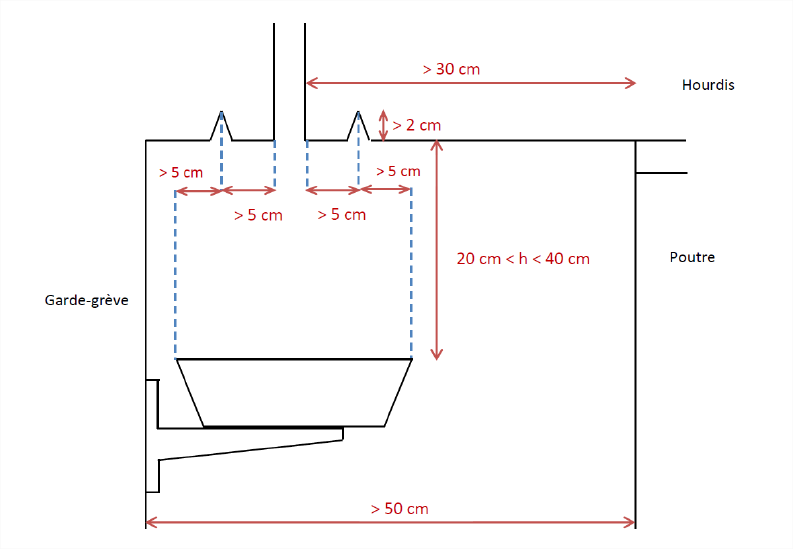 > 30 cm
Hourdis
> 2 cm
> 5 cm
> 5 cm
> 5 cm
> 5 cm
20 cm < h < 40 cm
Poutre
Garde-grève
> 50 cm